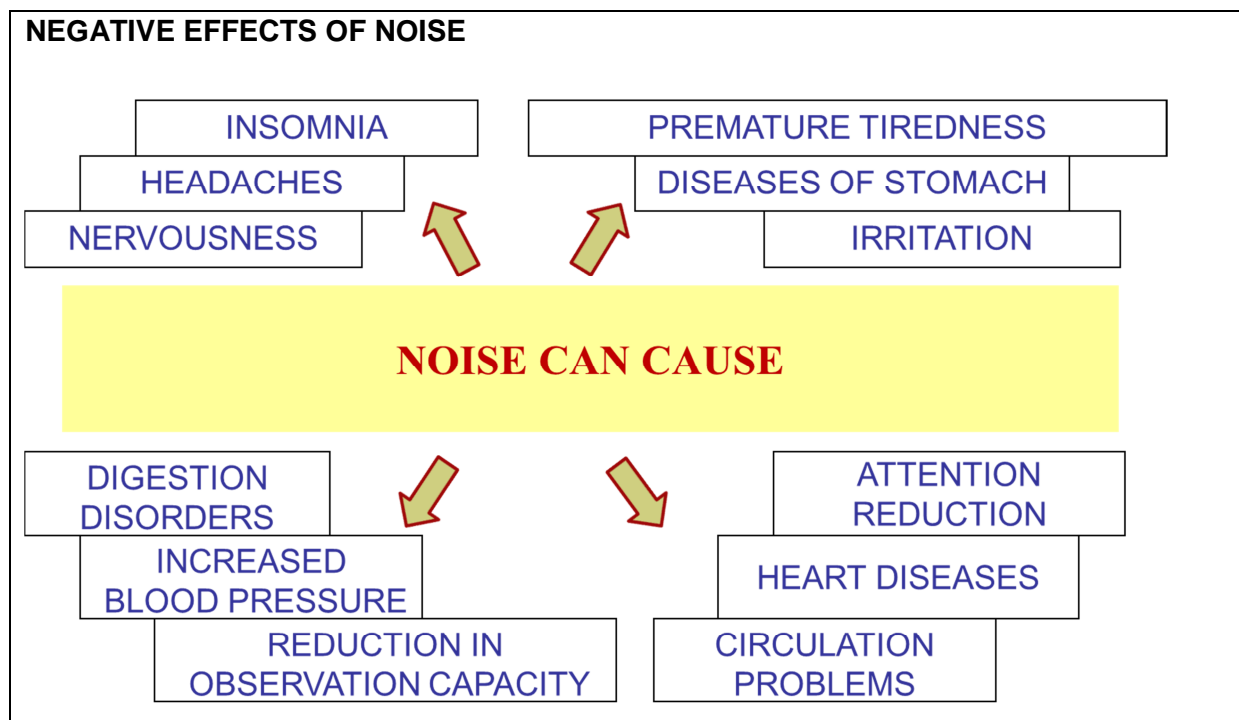 NEGATIVE EFFECTS OF NOISE
INSOMNIA
HEADACHES
NERVOUSNESS
PREMATURE TIREDNESS
DISEASES OF STOMACH
IRRITATION
NOISE CAN CAUSE
DIGESTION
DISORDERS
INCREASED
BLOOD PRESSURE
REDUCTION IN
OBSERVATION CAPACITY
ATTENTION
REDUCTION
HEART DISEASES
CIRCULATION
PROBLEMS